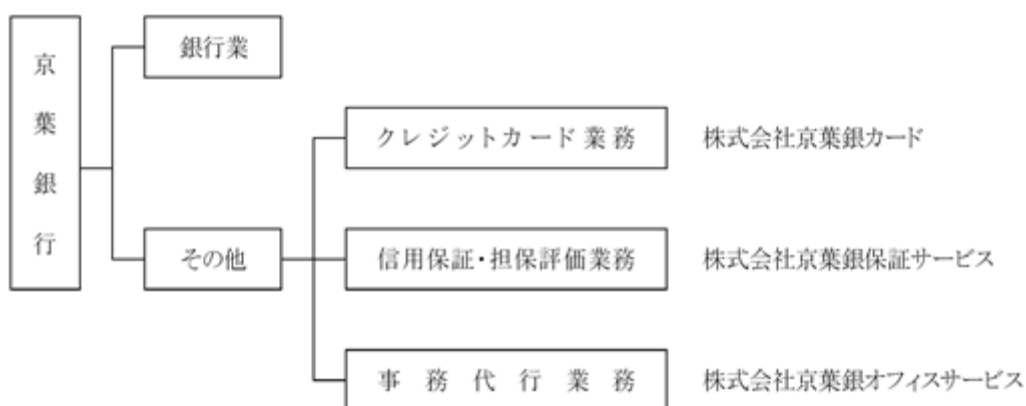 京葉銀行
銀行業
クレジットカード業務 株式会社京葉銀カード
その他
信用保証・担保評価業務 株式会社京葉銀保証サービス
事務代行業務 株式会社京葉銀オフィスサービス